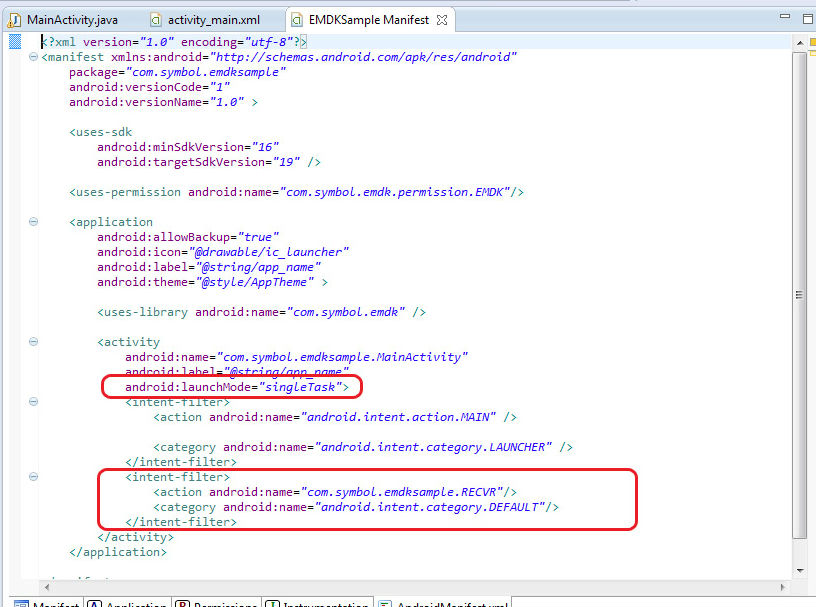 MainActivity.java activity_main.xml EMDKSample Manifest
<?xml version="1.0" encoding="utf-8"?>
<manifest xmlns:android="http://schemas.android.com/apk/res/android"
package="com.symbol.emdksample"
android:versionCode="1"
android:versionName="1.0" >
<uses-sdk
android:minSdkVersion="16"
android:targetSdkVersion="19" />
<uses-permission android:name="com.symbol.emdk.permission.EMDK"/>
<application
android:allowBackup="true"
android:icon="@drawable/ic_launcher"
android:label="@string/app_name"
android:theme="@style/AppTheme" >
<uses-library android:name="com.symbol.emdk" />
<activity
android:name="com.symbol.emdksample.MainActivity"
android:label="@string/app_name"
android:launchMode="singleTask">
<intent-filter>
<action android:name="android.intent.action.MAIN" />
<category android:name="android.intent.category.LAUNCHER" />
</intent-filter>
<intent-filter>
<action android:name="com.symbol.emdksample.RECVR"/>
<category android:name="android.intent.category.DEFAULT"/>
</intent-filter>
</activity>
</application>
Manifest A Application P Permissions I Instrumentation AndroidManifest.xml